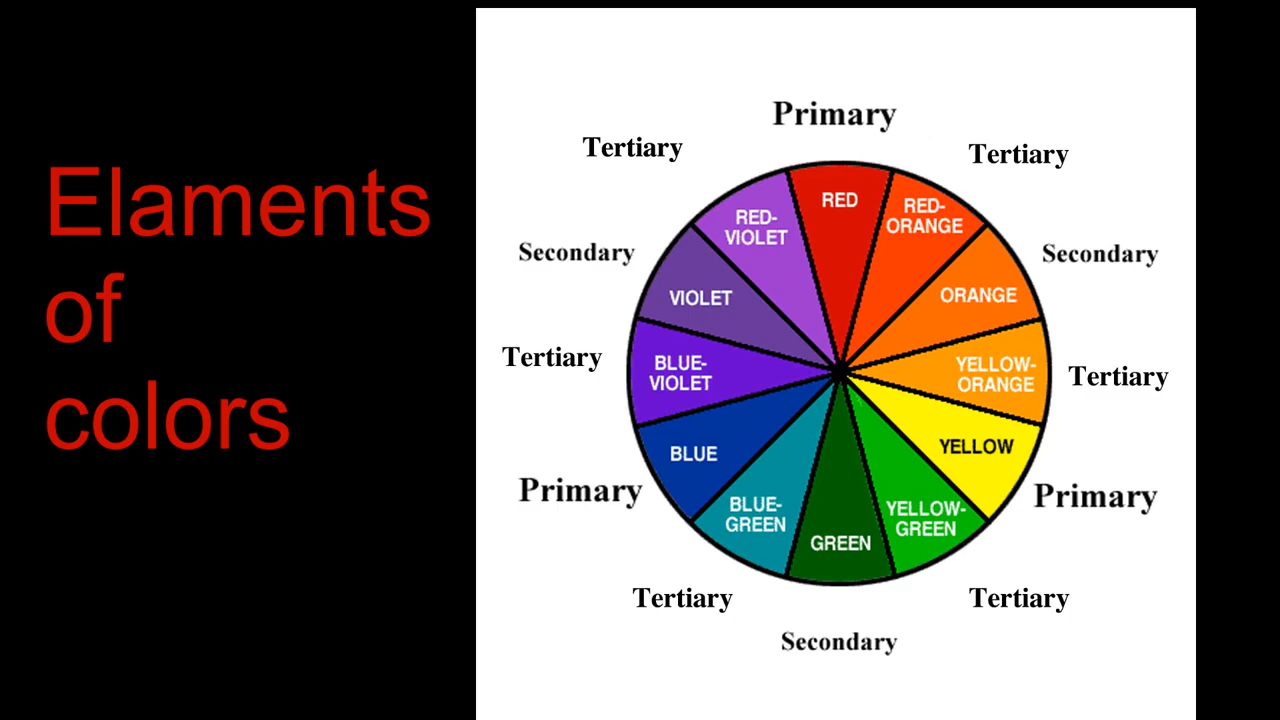 Elaments
of
colors
Primary
Tertiary
Tertiary
RED
RED-
VIOLET
RED-
ORANGE
Secondary
Secondary
VIOLET
ORANGE
Tertiary
BLUE-
VIOLET
YELLOW-
ORANGE
Tertiary
BLUE
YELLOW
Primary
Primary
BLUE-
GREEN
YELLOW-
GREEN
GREEN
Tertiary
Tertiary
Secondary